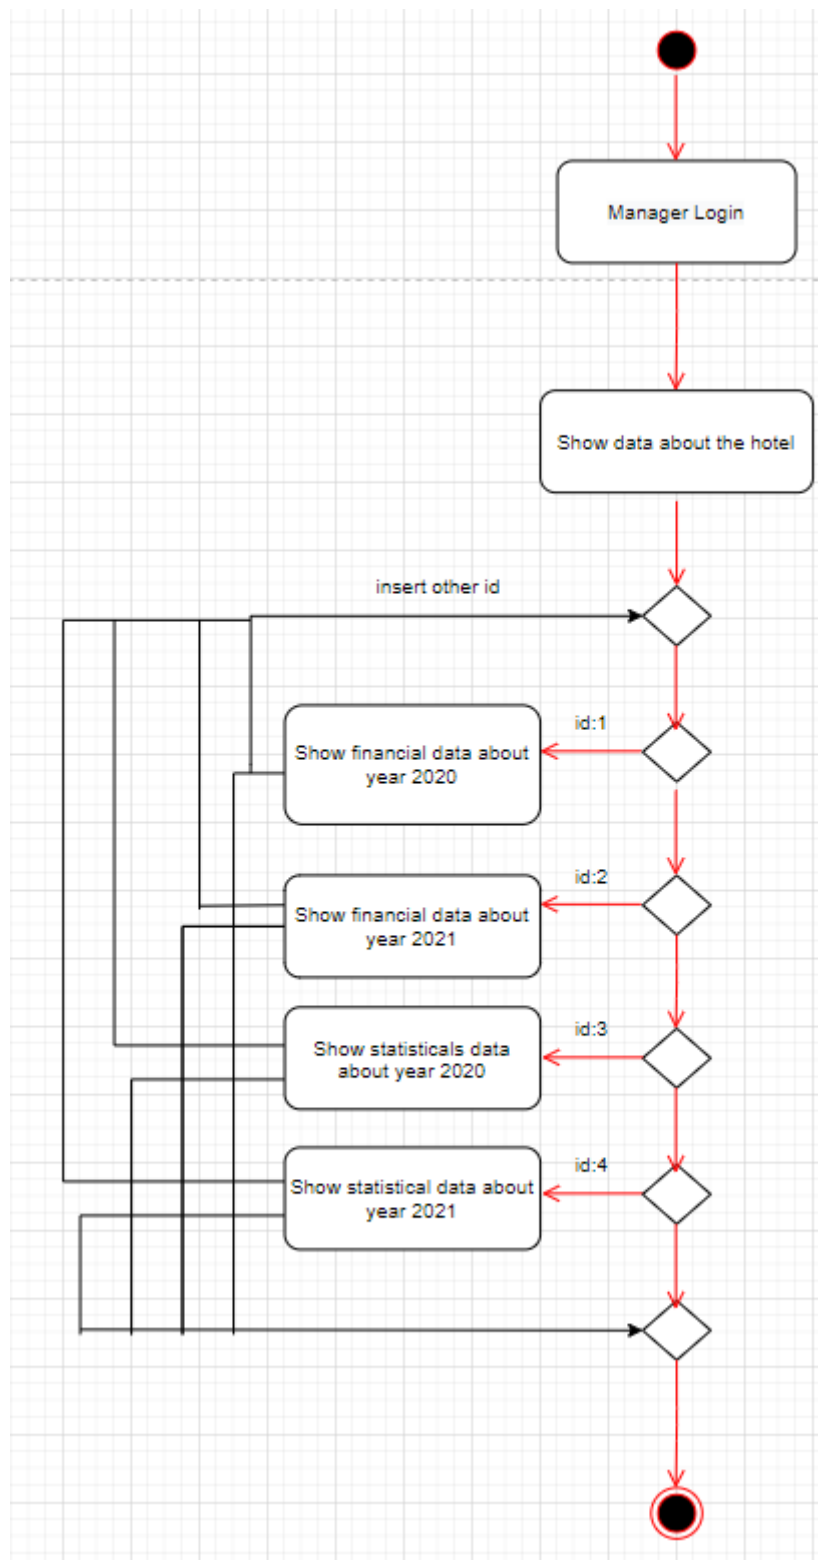 Manager Login
Show data about the hotel
insert other id
id:1
Show financial data about
year 2020
id:2
Show financial data about
year 2021
id:3
Show statisticals data
about year 2020
id:4
Show statistical data about
year 2021